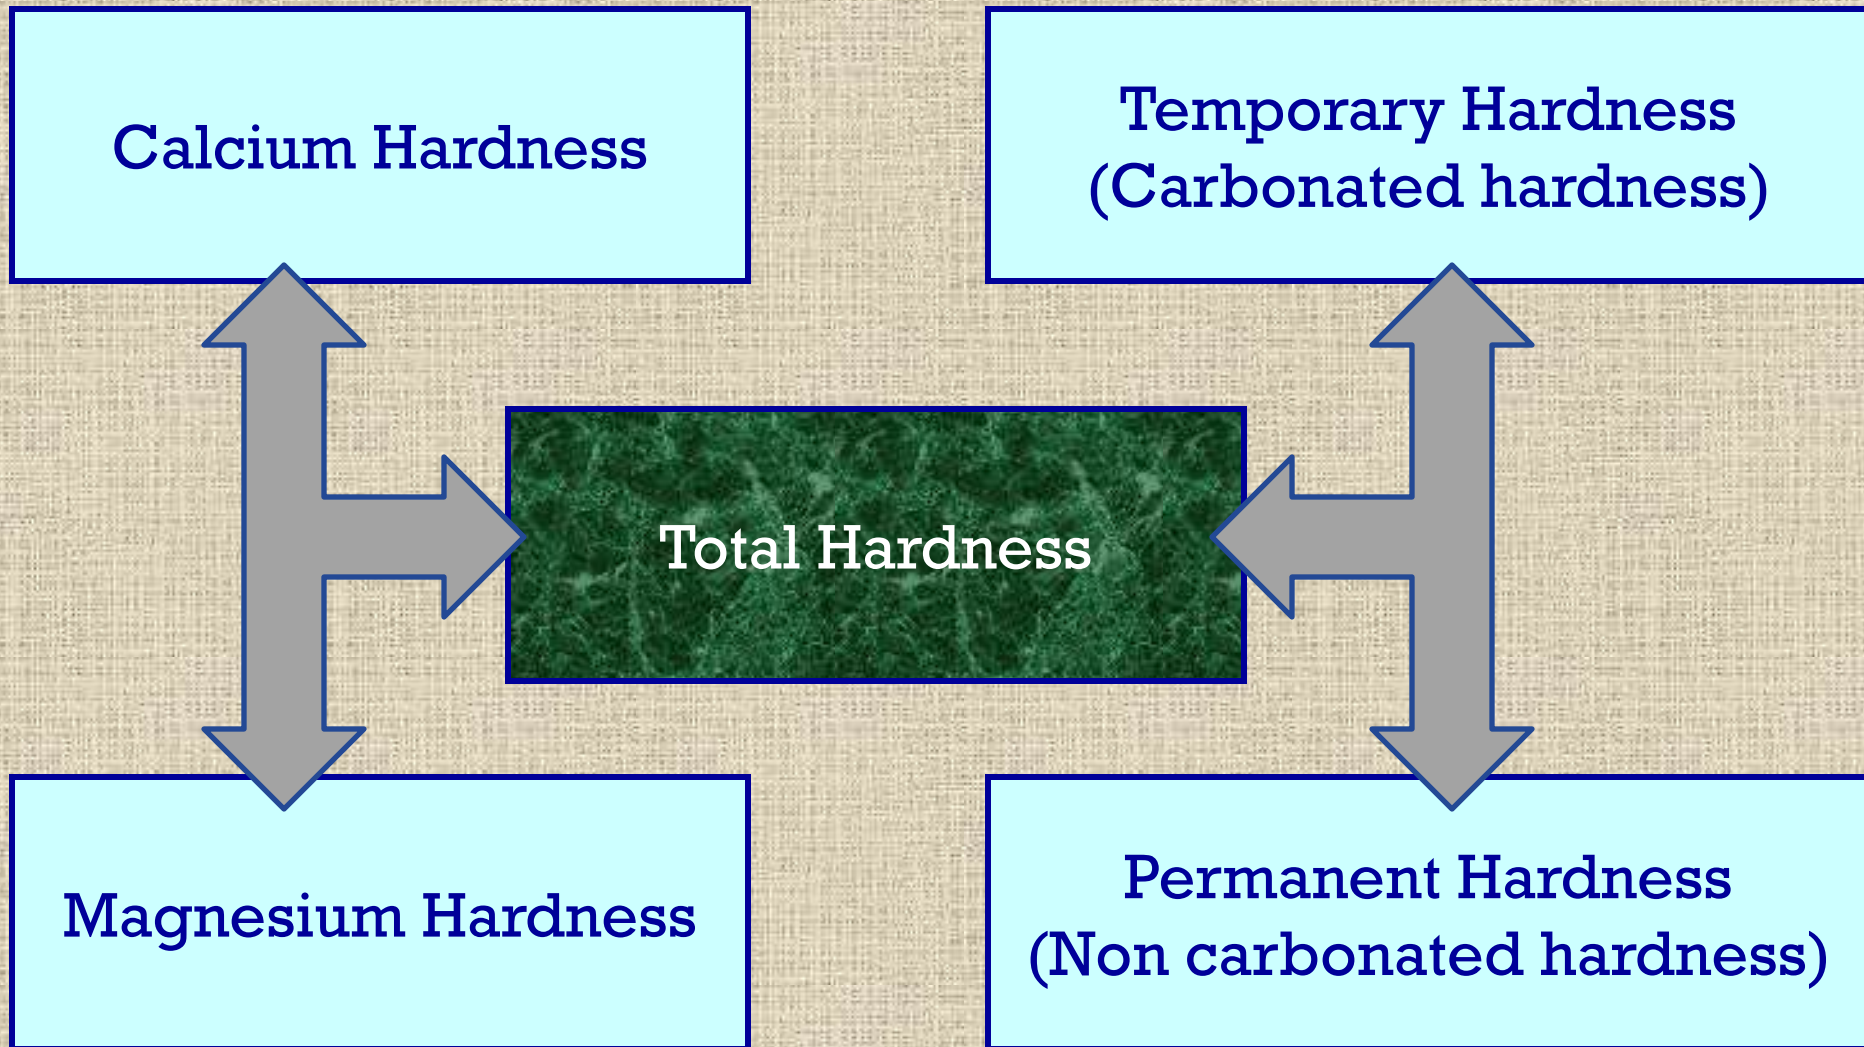 Calcium Hardness
Temporary Hardness
(Carbonated hardness)
Total Hardness
Magnesium Hardness
Permanent Hardness
(Non carbonated hardness)